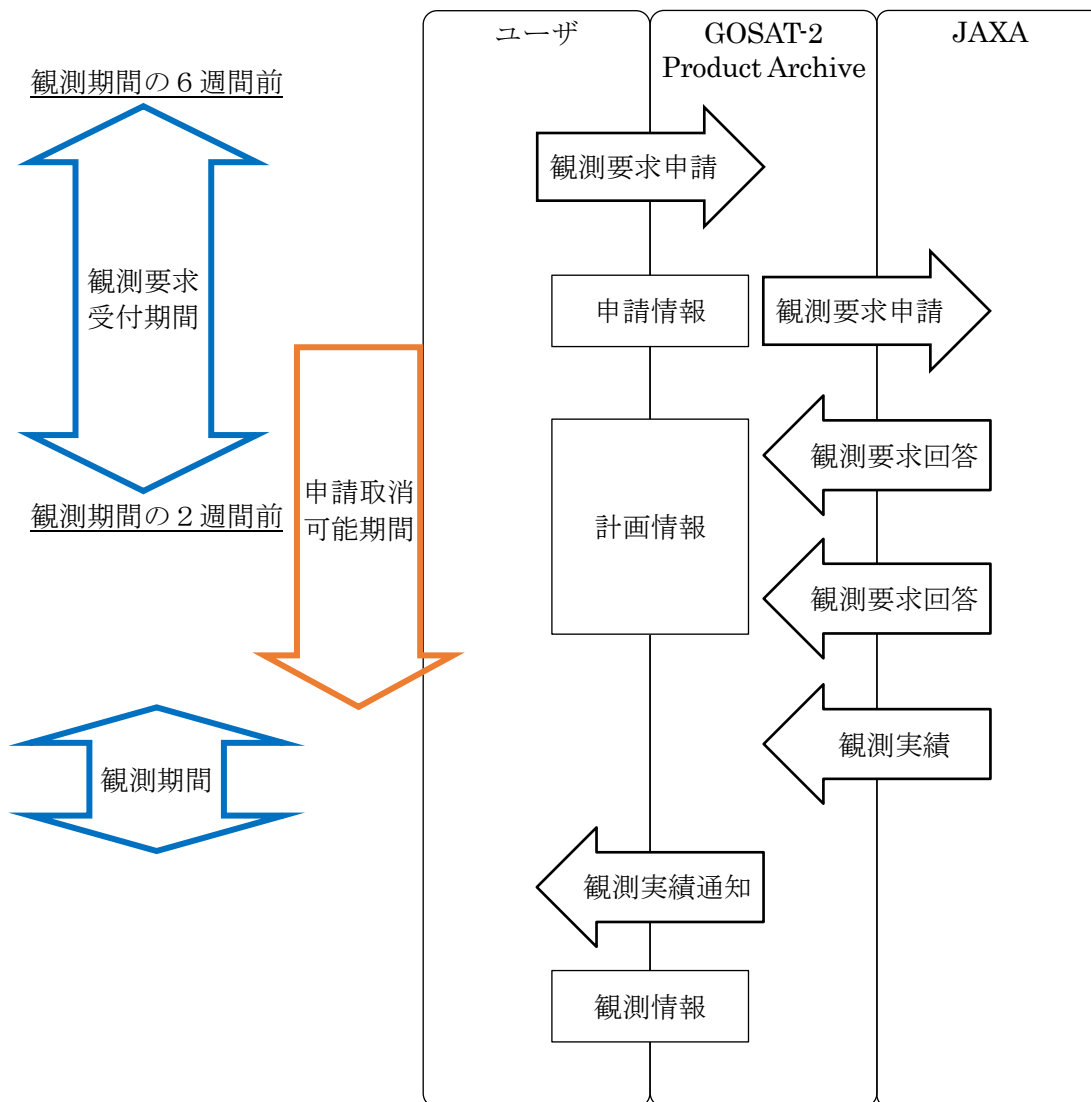 ユーザ
GOSAT-2
Product Archive
JAXA
観測期間の６週間前
観測要求申請
観測要求
受付期間
申請情報
観測要求申請
観測要求回答
観測期間の２週間前
申請取消
可能期間
計画情報
観測要求回答
観測実績
観測期間
観測実績通知
観測情報